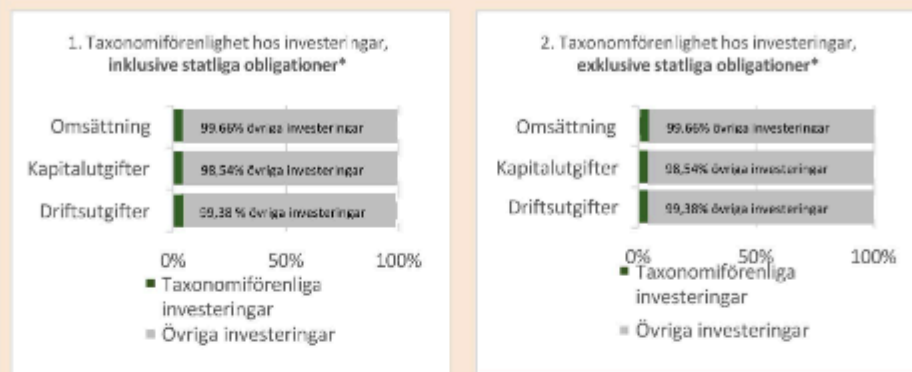 1. Taxonomiförenlighet hos investeringar,
inklusive statliga obligationer*
Omsättning
99.66% övriga investeringar
Kapitalutgifter
98,54% övriga investeringar
Driftsutgifter
99,38 % övriga investeringar
0% 50% 100%
Taxonomiförenliga
investeringar
Övriga investeringar
2. Taxonomförenlighet hos investeringar,
exklusive statliga obligationer*
Omsättning
99.66% övriga investeringar
Kapitalutgifter
98,54% övriga investeringar
Driftsutgifter
99,38% övriga investeringar
0% 50% 100%
Taxonomiförenliga
investeringar
Övriga investeringar